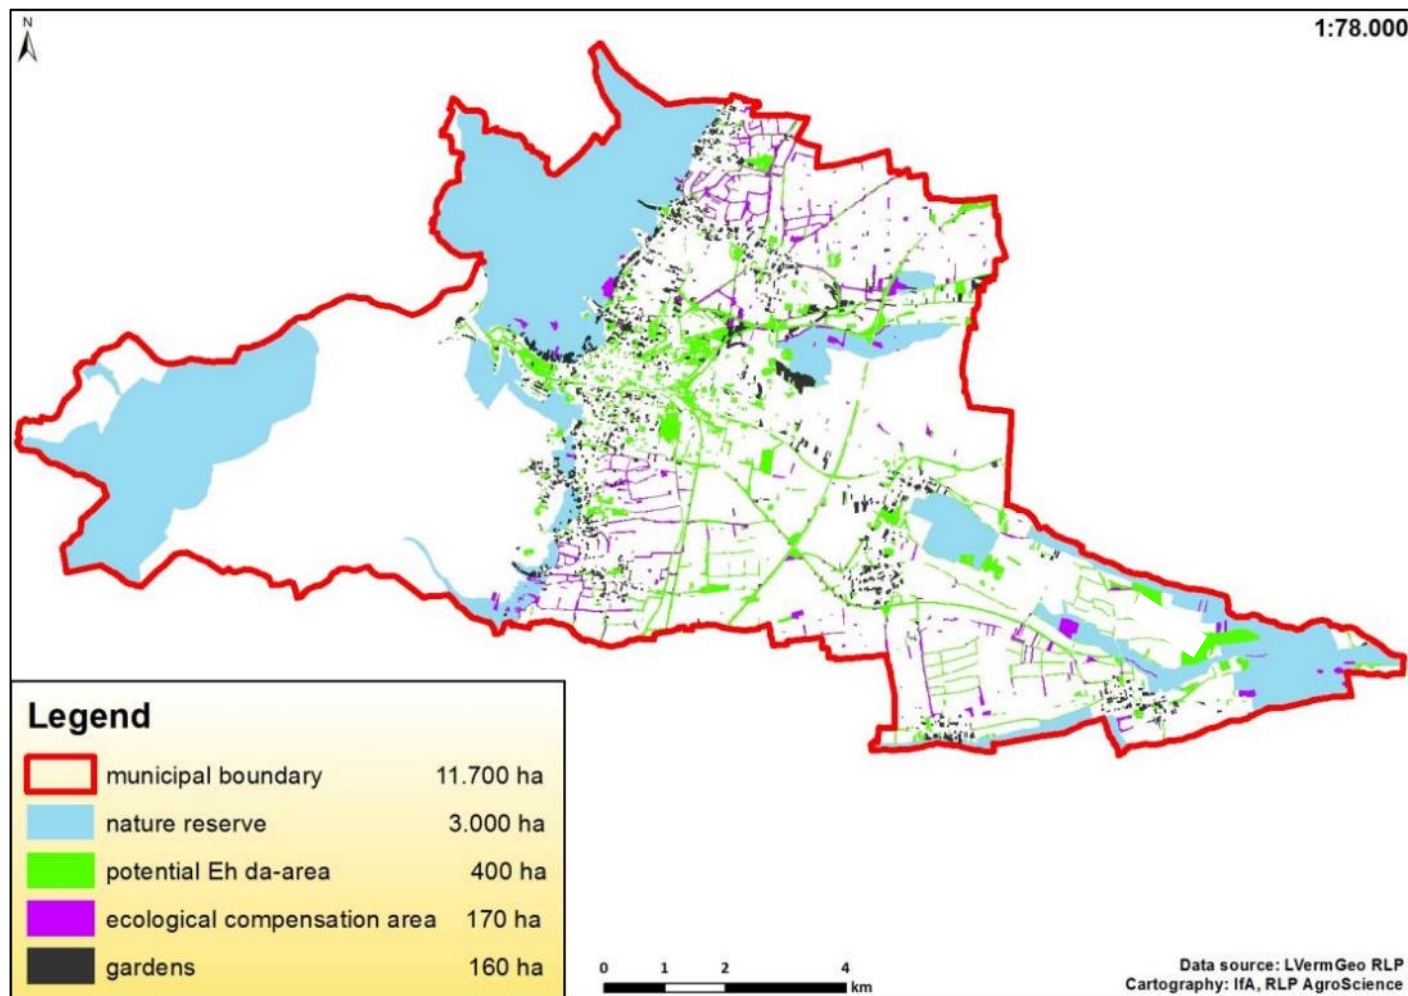 N
1:78.000
Legend
municipal boundary 11.700 ha
nature reserve 3.000 ha
potential Eh da-area 400 ha
ecological compensation area 170 ha
gardens 160 ha
0 1 2 4
km
Data source: LVermGeo RLP
Cartography: IfA, RLP AgroScience